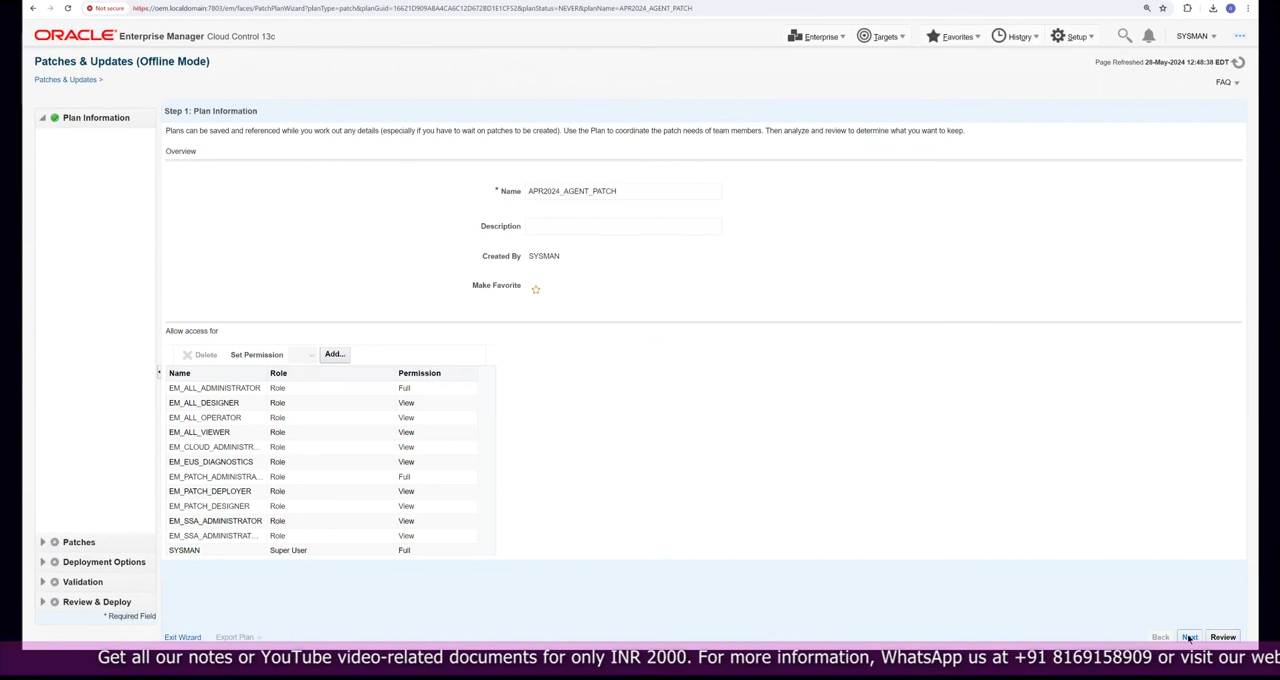 Not secure https://oem.localdomain:7803/em/faces/PatchPlanWizard?planType=patch&planGuid=16621D909A8A4CA6C12D672BD1E1CF52&planStatus=NEVER&planName=APR2024_AGENT_PATCH
ORACLE Enterprise Manager Cloud Control 13c
Enterprise Targets Favorites History Setup SYSMAN
Patches & Updates (Offline Mode)
Page Refreshed 28-May-2024 12:48:38 EDT
Patches & Updates >
FAQ
Plan Information
Step 1: Plan Information
Plans can be saved and referenced while you work out any details (especially if you have to wait on patches to be created). Use the Plan to coordinate the patch needs of team members. Then analyze and review to determine what you want to keep.
Overview
* Name APR2024_AGENT_PATCH
Description
Created By SYSMAN
Make Favorite
Allow access for
Delete Set Permission Add...
Name Role Permission
EM_ALL_ADMINISTRATOR Role Full
EM_ALL_DESIGNER Role View
EM_ALL_OPERATOR Role View
EM_ALL_VIEWER Role View
EM_CLOUD_ADMINISTR... Role View
EM_EUS_DIAGNOSTICS Role View
EM_PATCH_ADMINISTRA... Role Full
EM_PATCH_DEPLOYER Role View
EM_PATCH_DESIGNER Role View
EM_SSA_ADMINISTRATOR Role View
EM_SSA_ADMINISTRAT... Role View
SYSMAN Super User Full
Patches
Deployment Options
Validation
Review & Deploy
* Required Field
Exit Wizard Export Plan Back Next Review
Get all our notes or YouTube video-related documents for only INR 2000. For more information, WhatsApp us at +91 8169158909 or visit our web